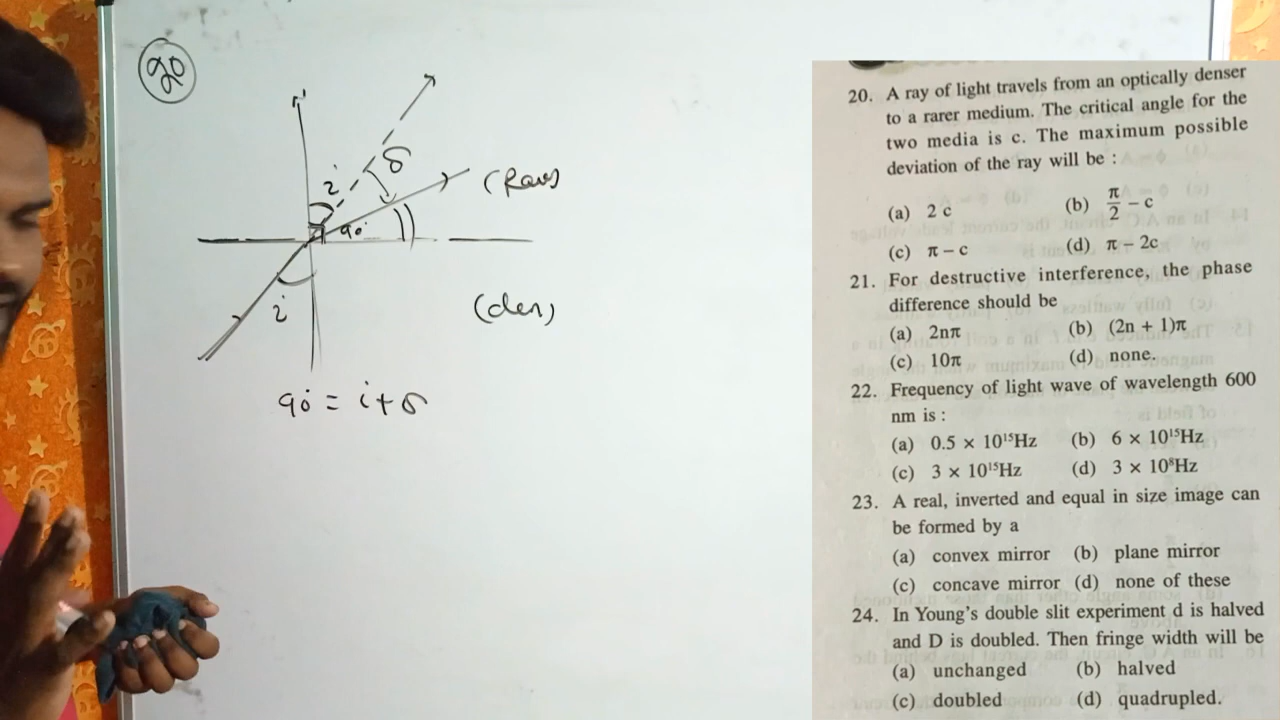 20
i
δ
(Rare)
90°
i
(den)
90° = i + δ
20. A ray of light travels from an optically denser
to a rarer medium. The critical angle for the
two media is c. The maximum possible
deviation of the ray will be :
(a) 2 c (b) π/2 – c
(c) π – c (d) π – 2c
21. For destructive interference, the phase
difference should be
(a) 2nπ (b) (2n + 1)π
(c) 10π (d) none.
22. Frequency of light wave of wavelength 600
nm is :
(a) 0.5 × 10¹⁵Hz (b) 6 × 10¹⁵Hz
(c) 3 × 10¹⁵Hz (d) 3 × 10⁸Hz
23. A real, inverted and equal in size image can
be formed by a
(a) convex mirror (b) plane mirror
(c) concave mirror (d) none of these
24. In Young's double slit experiment d is halved
and D is doubled. Then fringe width will be
(a) unchanged (b) halved
(c) doubled (d) quadrupled.